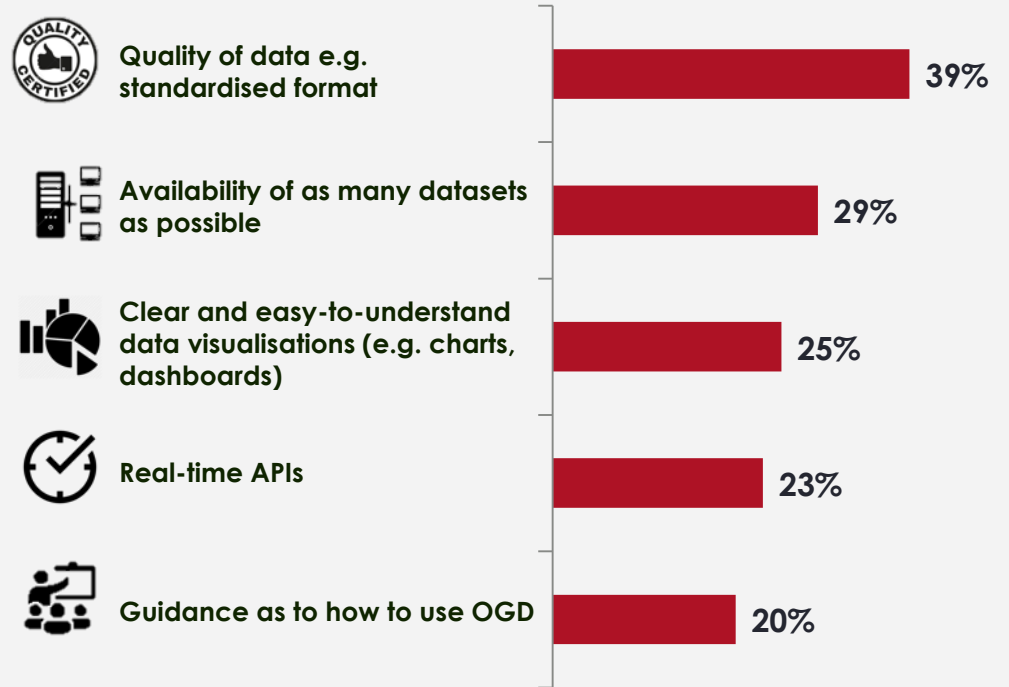 QUALITY
CERTIFIED
Quality of data e.g.
standardised format
39%
Availability of as many datasets
as possible
29%
Clear and easy-to-understand
data visualisations (e.g. charts,
dashboards)
25%
Real-time APIs
23%
Guidance as to how to use OGD
20%